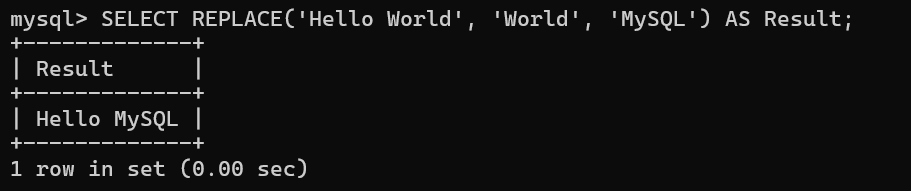 mysql> SELECT REPLACE('Hello World', 'World', 'MySQL') AS Result;
+-------------+
| Result      |
+-------------+
| Hello MySQL |
+-------------+
1 row in set (0.00 sec)